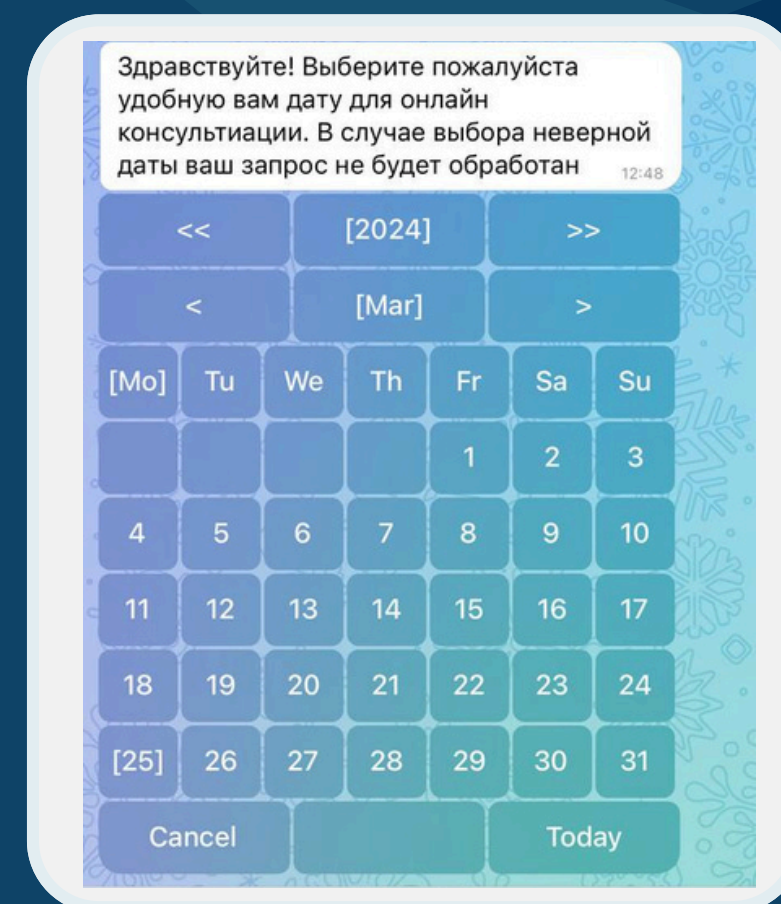 Здравствуйте! Выберите пожалуйста
удобную вам дату для онлайн
консультиации. В случае выбора неверной
даты ваш запрос не будет обработан 12:48
<< [2024] >>
< [Mar] >
[Mo] Tu We Th Fr Sa Su
1 2 3
4 5 6 7 8 9 10
11 12 13 14 15 16 17
18 19 20 21 22 23 24
[25] 26 27 28 29 30 31
Cancel Today